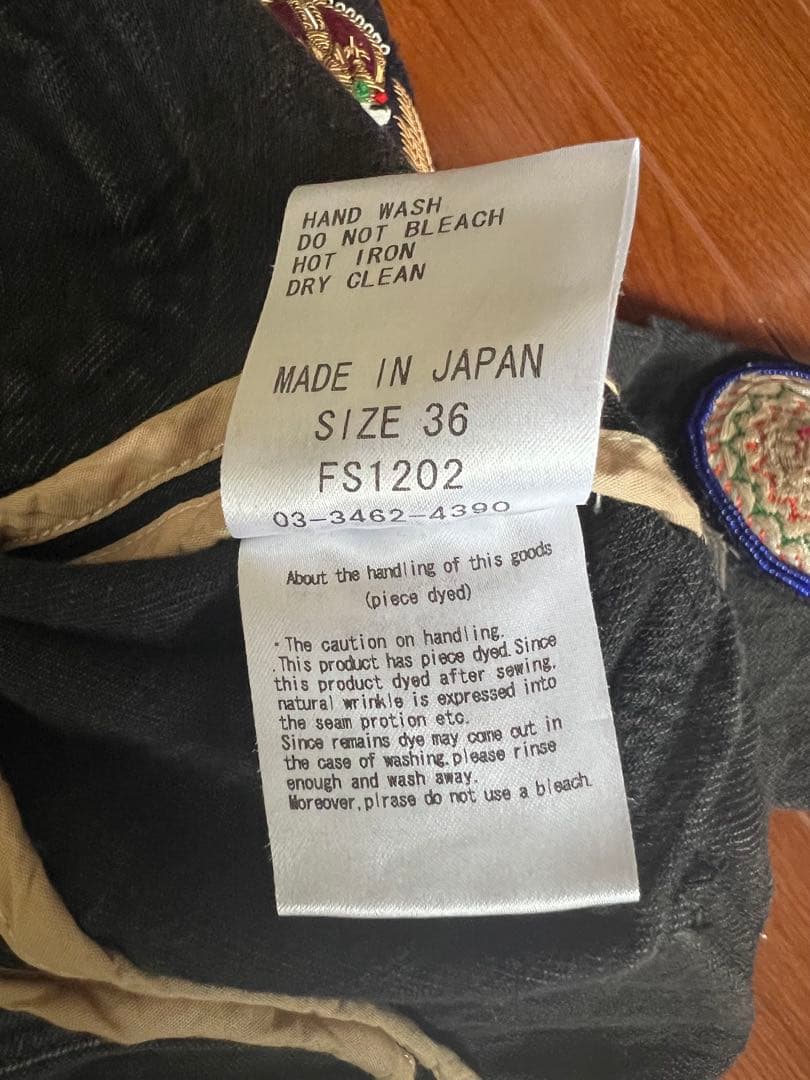 HAND WASH
DO NOT BLEACH
HOT IRON
DRY CLEAN
MADE IN JAPAN
SIZE 36
FS1202
03-3462-4390
About the handling of this goods
(piece dyed)
・The caution on handling.
.This product has piece dyed. Since
this product dyed after sewing.
natural wrinkle is expressed into
the seam protion etc.
Since remains dye may come out in
the case of washing. please rinse
enough and wash away.
Moreover, plrase do not use a bleach.